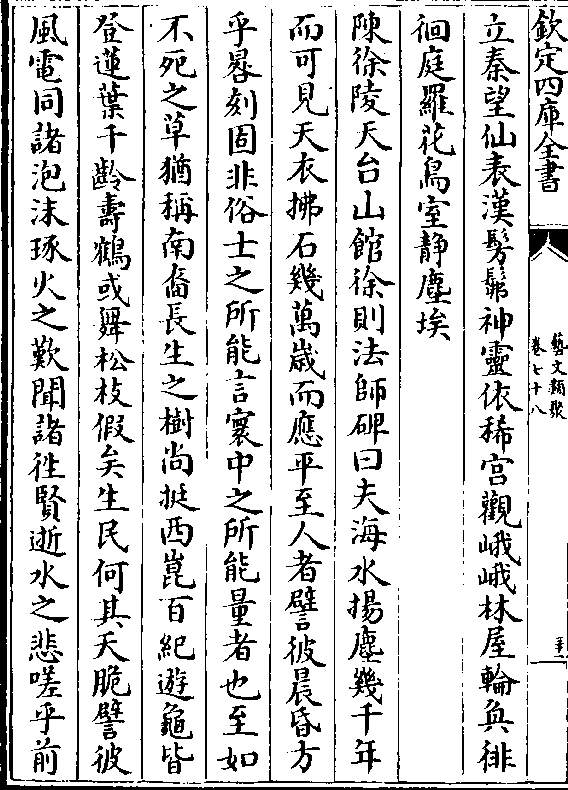 欽定四庫全書
藝文類聚
卷七十八
立秦望仙表漢髣髴神靈依稀宫觀峨峨林屋輪奐徘
徊庭羅花鳥室静塵埃
陳徐陵天台山館徐則法師碑曰夫海水揚塵幾千年
而可見天衣拂石幾萬歲而應平至人者譬彼晨昏方
乎晷刻固非俗士之所能言寰中之所能量者也至如
不死之草猶稱南裔長生之樹尚挺西崑百紀遊龜皆
登蓮葉千齡壽鶴或舞松枝假矣生民何其夭脆譬彼
風電同諸泡沫琢火之歎聞諸徃賢逝水之悲嗟乎前